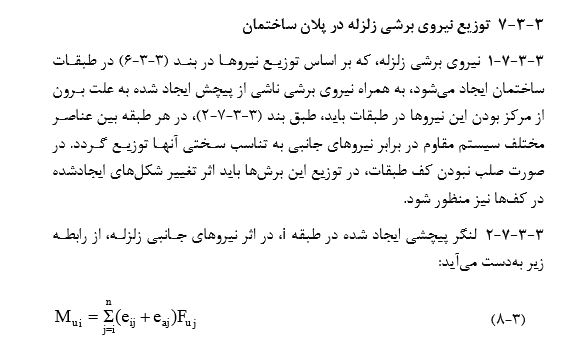 ۳-۳-۷ توزیع نیروی برشی زلزله در پلان ساختمان
۳-۳-۷-۱ نیروی برشی زلزله، که بر اساس توزیع نیروها در بند (۳-۳-۶) در طبقات
ساختمان ایجاد می‌شود، به همراه نیروی برشی ناشی از پیچش ایجاد شده به علت برون
از مرکز بودن این نیروها در طبقات باید، طبق بند (۳-۳-۷-۲)، در هر طبقه بین عناصر
مختلف سیستم مقاوم در برابر نیروهای جانبی به تناسب سختی آنها توزیع گردد. در
صورت صلب نبودن کف طبقات، در توزیع این برش‌ها باید اثر تغییر شکل‌های ایجادشده
در کف‌ها نیز منظور شود.
۳-۳-۷-۲ لنگر پیچشی ایجاد شده در طبقه i، در اثر نیروهای جانبی زلزله، از رابطه
زیر به‌دست می‌آید:
M_{ui} = \sum_{j=i}^{n} (e_{ij} + e_{aj}) F_{uj} (۳-۸)